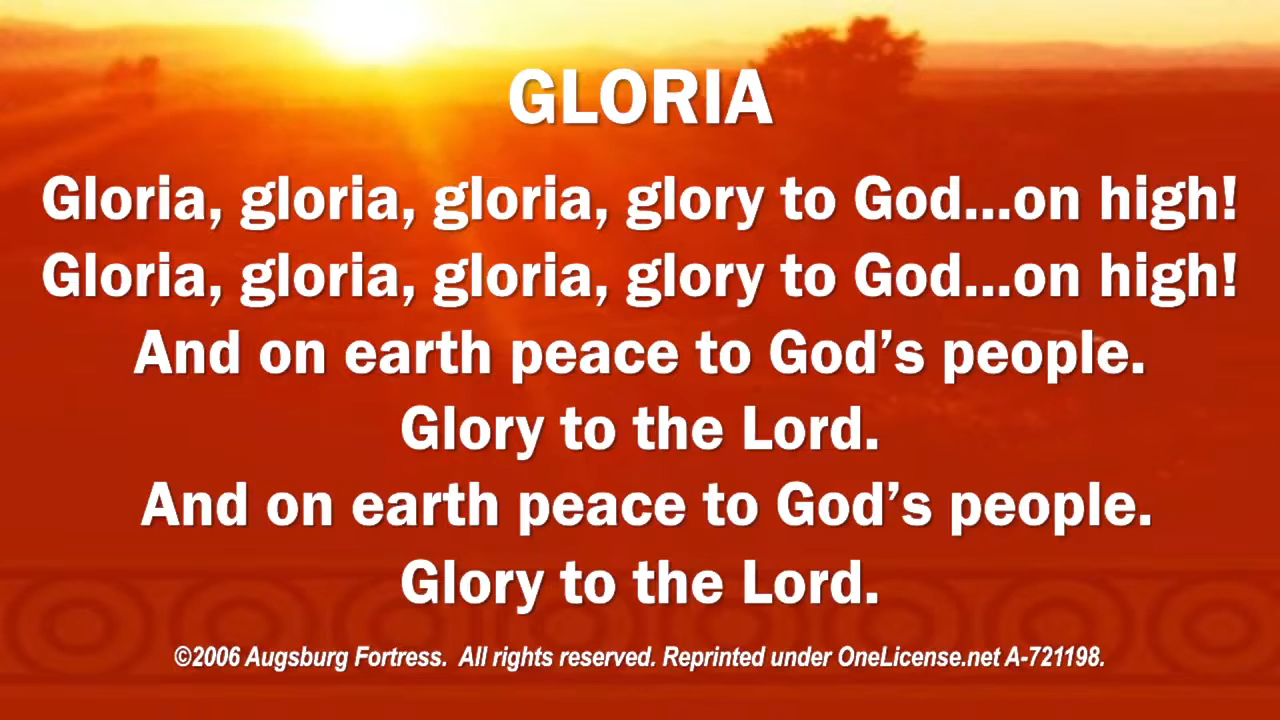 GLORIA
Gloria, gloria, gloria, glory to God...on high!
Gloria, gloria, gloria, glory to God...on high!
And on earth peace to God’s people.
Glory to the Lord.
And on earth peace to God’s people.
Glory to the Lord.
©2006 Augsburg Fortress.  All rights reserved. Reprinted under OneLicense.net A-721198.